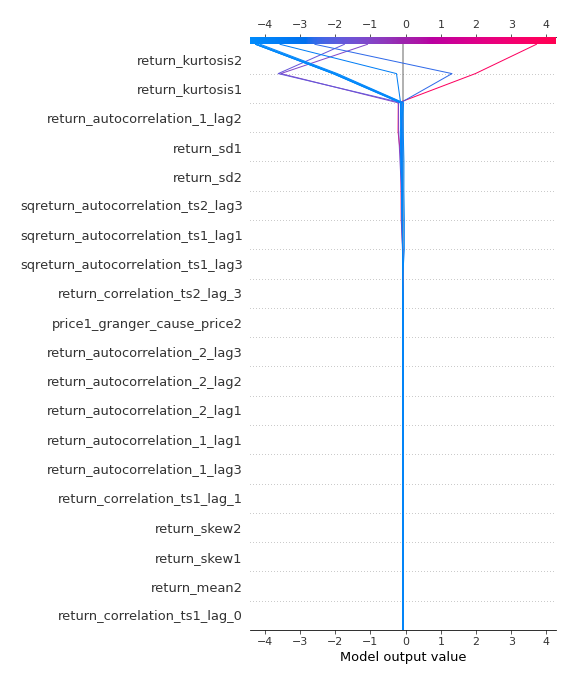 −4 −3 −2 −1 0 1 2 3 4
return_kurtosis2
return_kurtosis1
return_autocorrelation_1_lag2
return_sd1
return_sd2
sqreturn_autocorrelation_ts2_lag3
sqreturn_autocorrelation_ts1_lag1
sqreturn_autocorrelation_ts1_lag3
return_correlation_ts2_lag_3
price1_granger_cause_price2
return_autocorrelation_2_lag3
return_autocorrelation_2_lag2
return_autocorrelation_2_lag1
return_autocorrelation_1_lag1
return_autocorrelation_1_lag3
return_correlation_ts1_lag_1
return_skew2
return_skew1
return_mean2
return_correlation_ts1_lag_0
−4 −3 −2 −1 0 1 2 3 4
Model output value